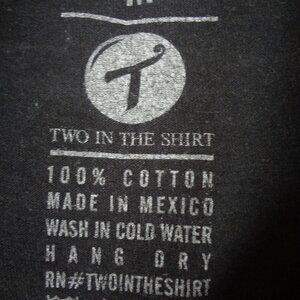 T
TWO IN THE SHIRT
100% COTTON
MADE IN MEXICO
WASH IN COLD WATER
HANG DRY
RN#TWOINTHESHIRT